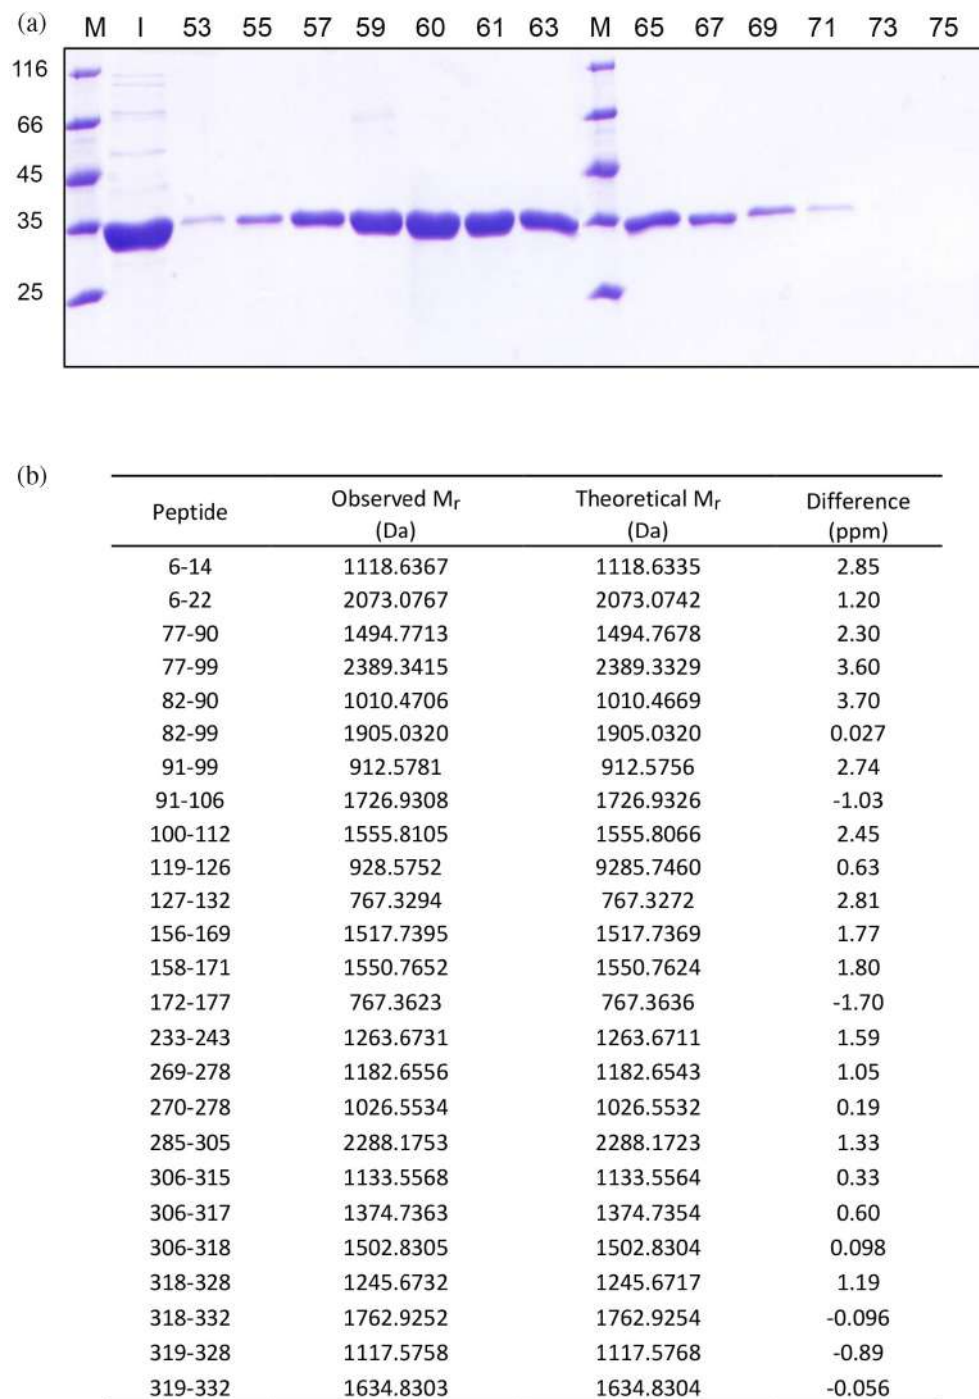 (a)
M I 53 55 57 59 60 61 63 M 65 67 69 71 73 75
116
66
45
35
25
(b)
Peptide Observed Mr (Da) Theoretical Mr (Da) Difference (ppm)
6-14 1118.6367 1118.6335 2.85
6-22 2073.0767 2073.0742 1.20
77-90 1494.7713 1494.7678 2.30
77-99 2389.3415 2389.3329 3.60
82-90 1010.4706 1010.4669 3.70
82-99 1905.0320 1905.0320 0.027
91-99 912.5781 912.5756 2.74
91-106 1726.9308 1726.9326 -1.03
100-112 1555.8105 1555.8066 2.45
119-126 928.5752 9285.7460 0.63
127-132 767.3294 767.3272 2.81
156-169 1517.7395 1517.7369 1.77
158-171 1550.7652 1550.7624 1.80
172-177 767.3623 767.3636 -1.70
233-243 1263.6731 1263.6711 1.59
269-278 1182.6556 1182.6543 1.05
270-278 1026.5534 1026.5532 0.19
285-305 2288.1753 2288.1723 1.33
306-315 1133.5568 1133.5564 0.33
306-317 1374.7363 1374.7354 0.60
306-318 1502.8305 1502.8304 0.098
318-328 1245.6732 1245.6717 1.19
318-332 1762.9252 1762.9254 -0.096
319-328 1117.5758 1117.5768 -0.89
319-332 1634.8303 1634.8304 -0.056